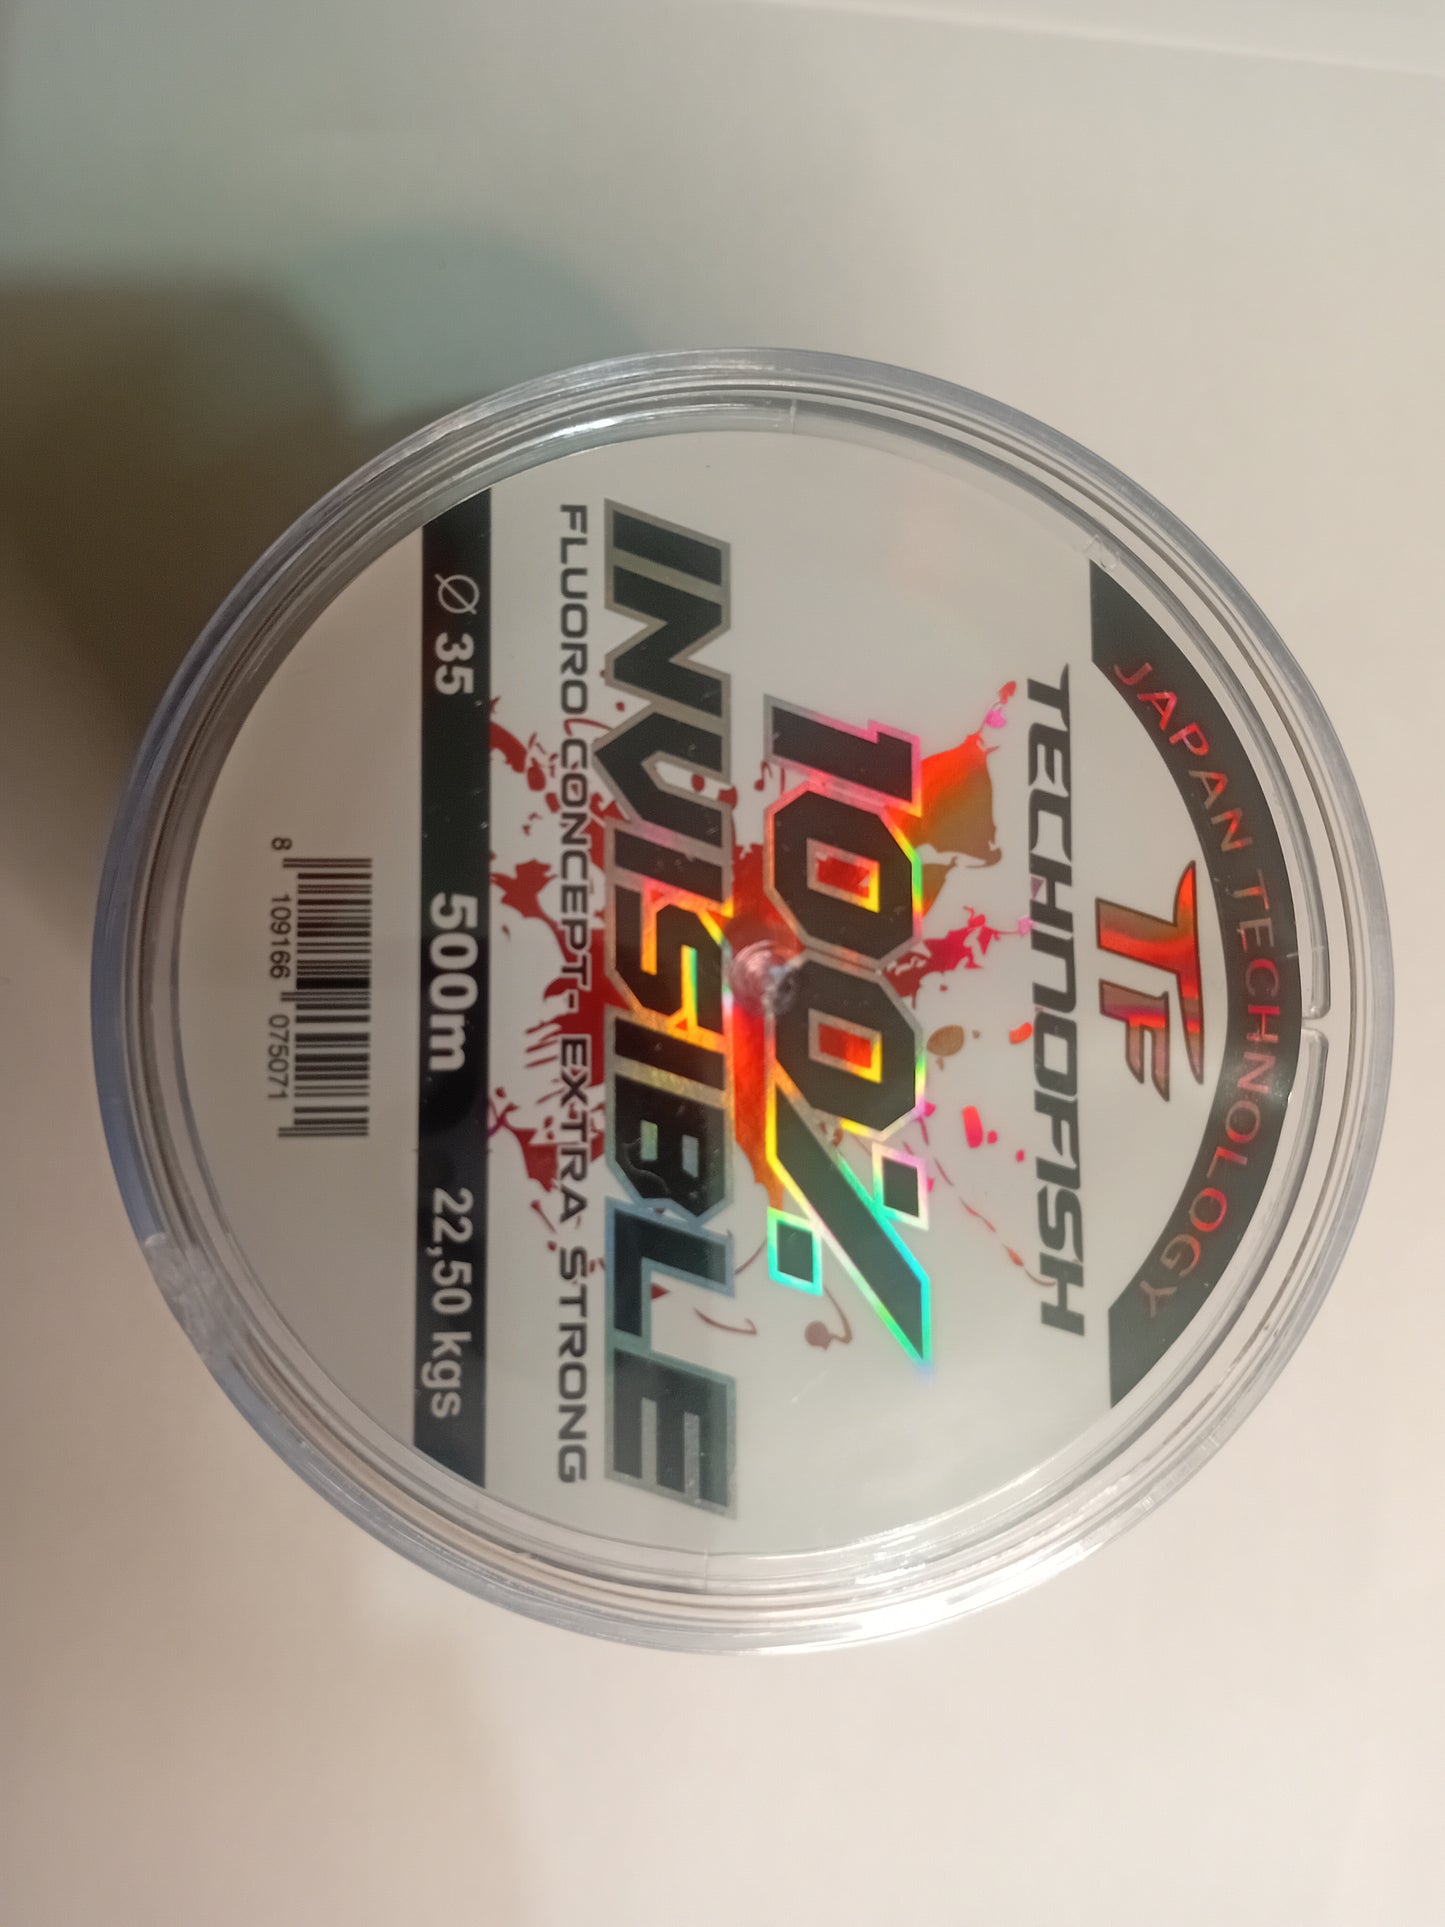 JAPAN TECHNOLOGY
TF
TECHNOFISH
100%
INVISIBLE
FLUORO CONCEPT - EXTRA STRONG
Ø 35 500m 22,50 kgs
8 109166 075071